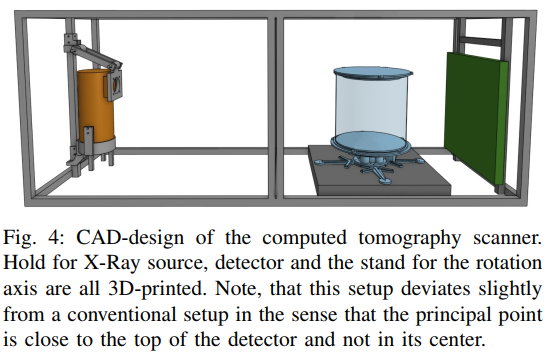 Fig. 4: CAD-design of the computed tomography scanner.
Hold for X-Ray source, detector and the stand for the rotation
axis are all 3D-printed. Note, that this setup deviates slightly
from a conventional setup in the sense that the principal point
is close to the top of the detector and not in its center.